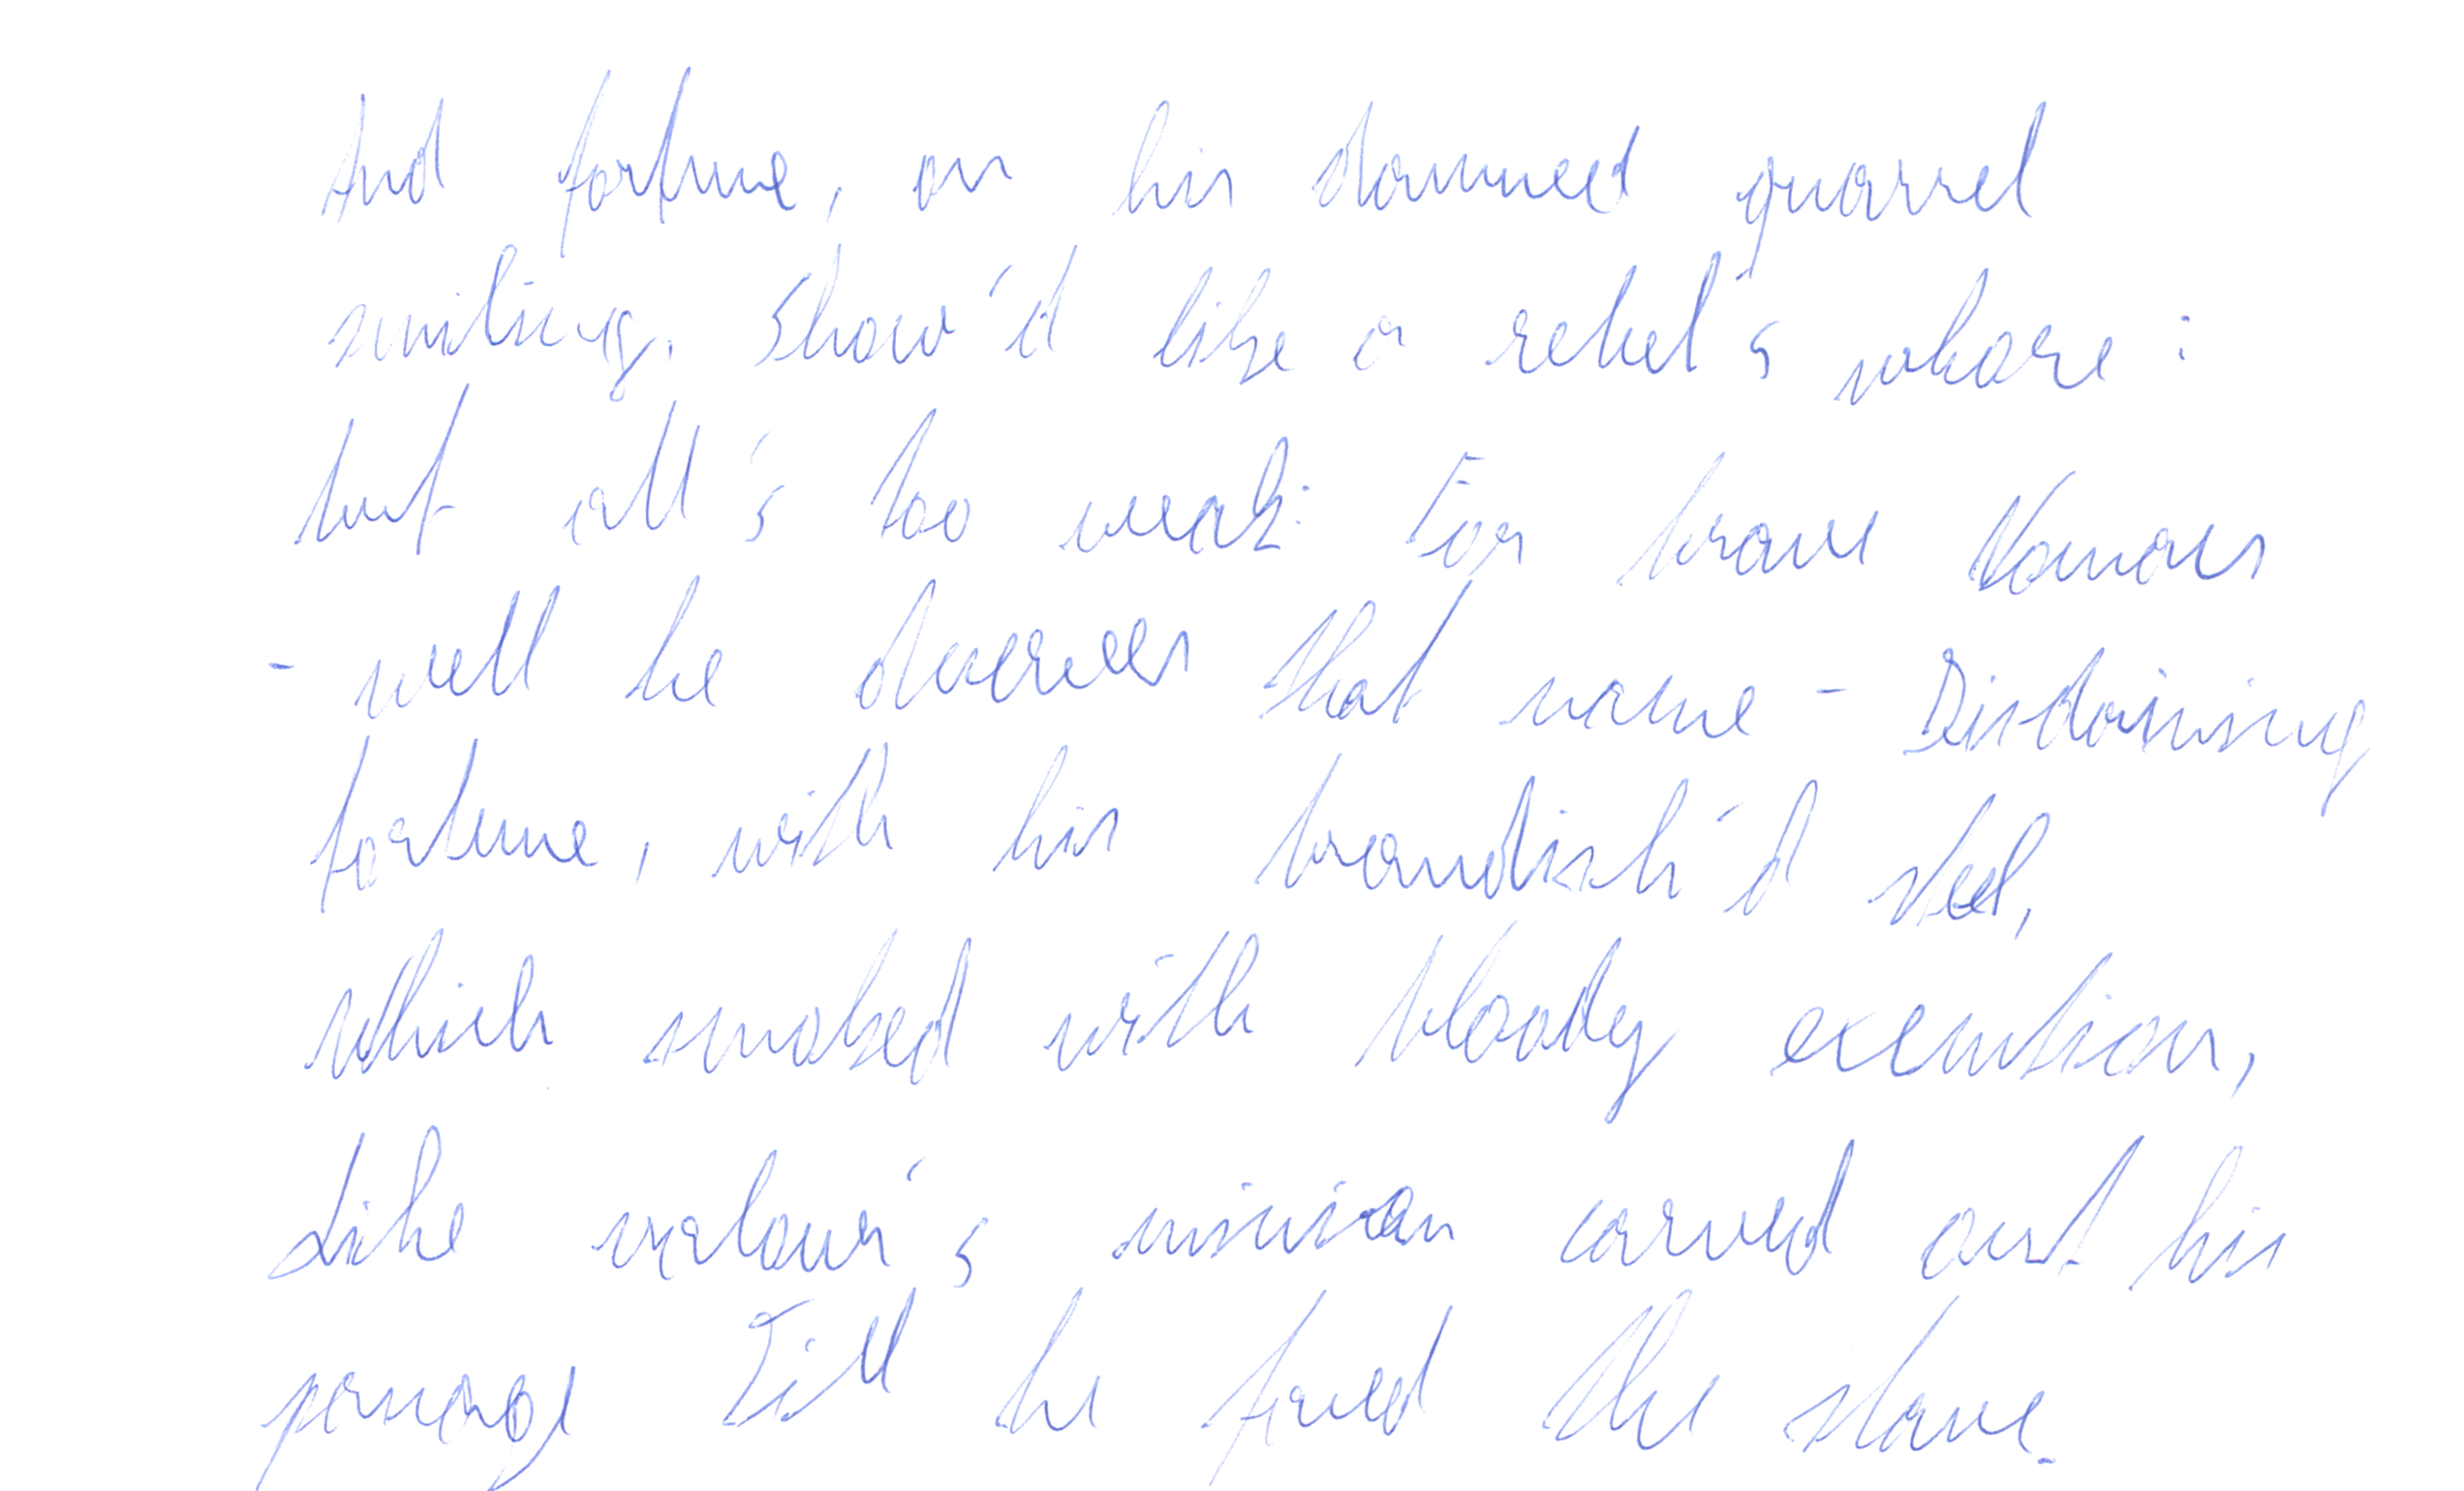 And fortune, on his damned quarrel
smiling, Show'd like a rebel's whore:
but all's too weak: For brave Macbeth
- well he deserves that name - Disdaining
fortune, with his brandish'd steel,
Which smoked with bloody execution,
Like valour's minion carved out his
passage Till he faced the slave.